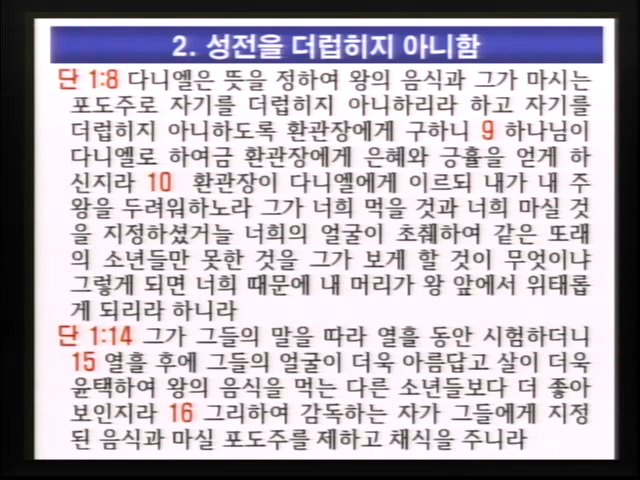 2. 성전을 더럽히지 아니함
단 1:8 다니엘은 뜻을 정하여 왕의 음식과 그가 마시는
포도주로 자기를 더럽히지 아니하리라 하고 자기를
더럽히지 아니하도록 환관장에게 구하니 9 하나님이
다니엘로 하여금 환관장에게 은혜와 긍휼을 얻게 하
신지라 10 환관장이 다니엘에게 이르되 내가 내 주
왕을 두려워하노라 그가 너희 먹을 것과 너희 마실 것
을 지정하셨거늘 너희의 얼굴이 초췌하여 같은 또래
의 소년들만 못한 것을 그가 보게 할 것이 무엇이냐
그렇게 되면 너희 때문에 내 머리가 왕 앞에서 위태롭
게 되리라 하니라
단 1:14 그가 그들의 말을 따라 열흘 동안 시험하더니
15 열흘 후에 그들의 얼굴이 더욱 아름답고 살이 더욱
윤택하여 왕의 음식을 먹는 다른 소년들보다 더 좋아
보인지라 16 그리하여 감독하는 자가 그들에게 지정
된 음식과 마실 포도주를 제하고 채식을 주니라